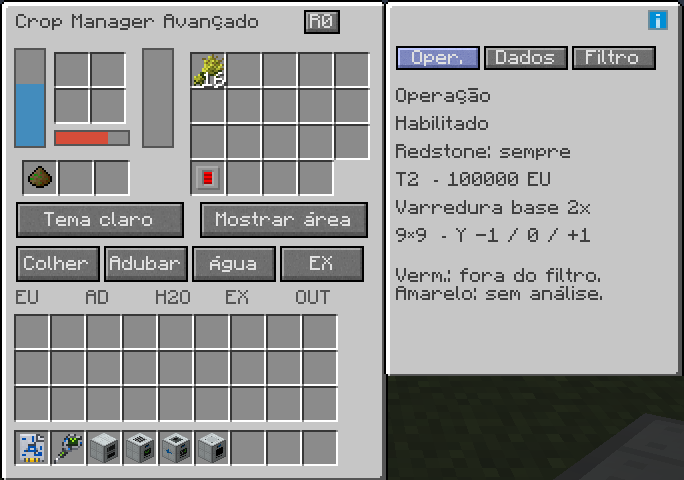 Crop Manager Avançado R0
i
Oper. Dados Filtro
Operação
Habilitado
Redstone: sempre
T2 - 100000 EU
Varredura base 2x
9×9 - Y -1 / 0 / +1
Verm.: fora do filtro.
Amarelo: sem análise.
Tema claro Mostrar área
Colher Adubar água EX
EU AD H2O EX OUT